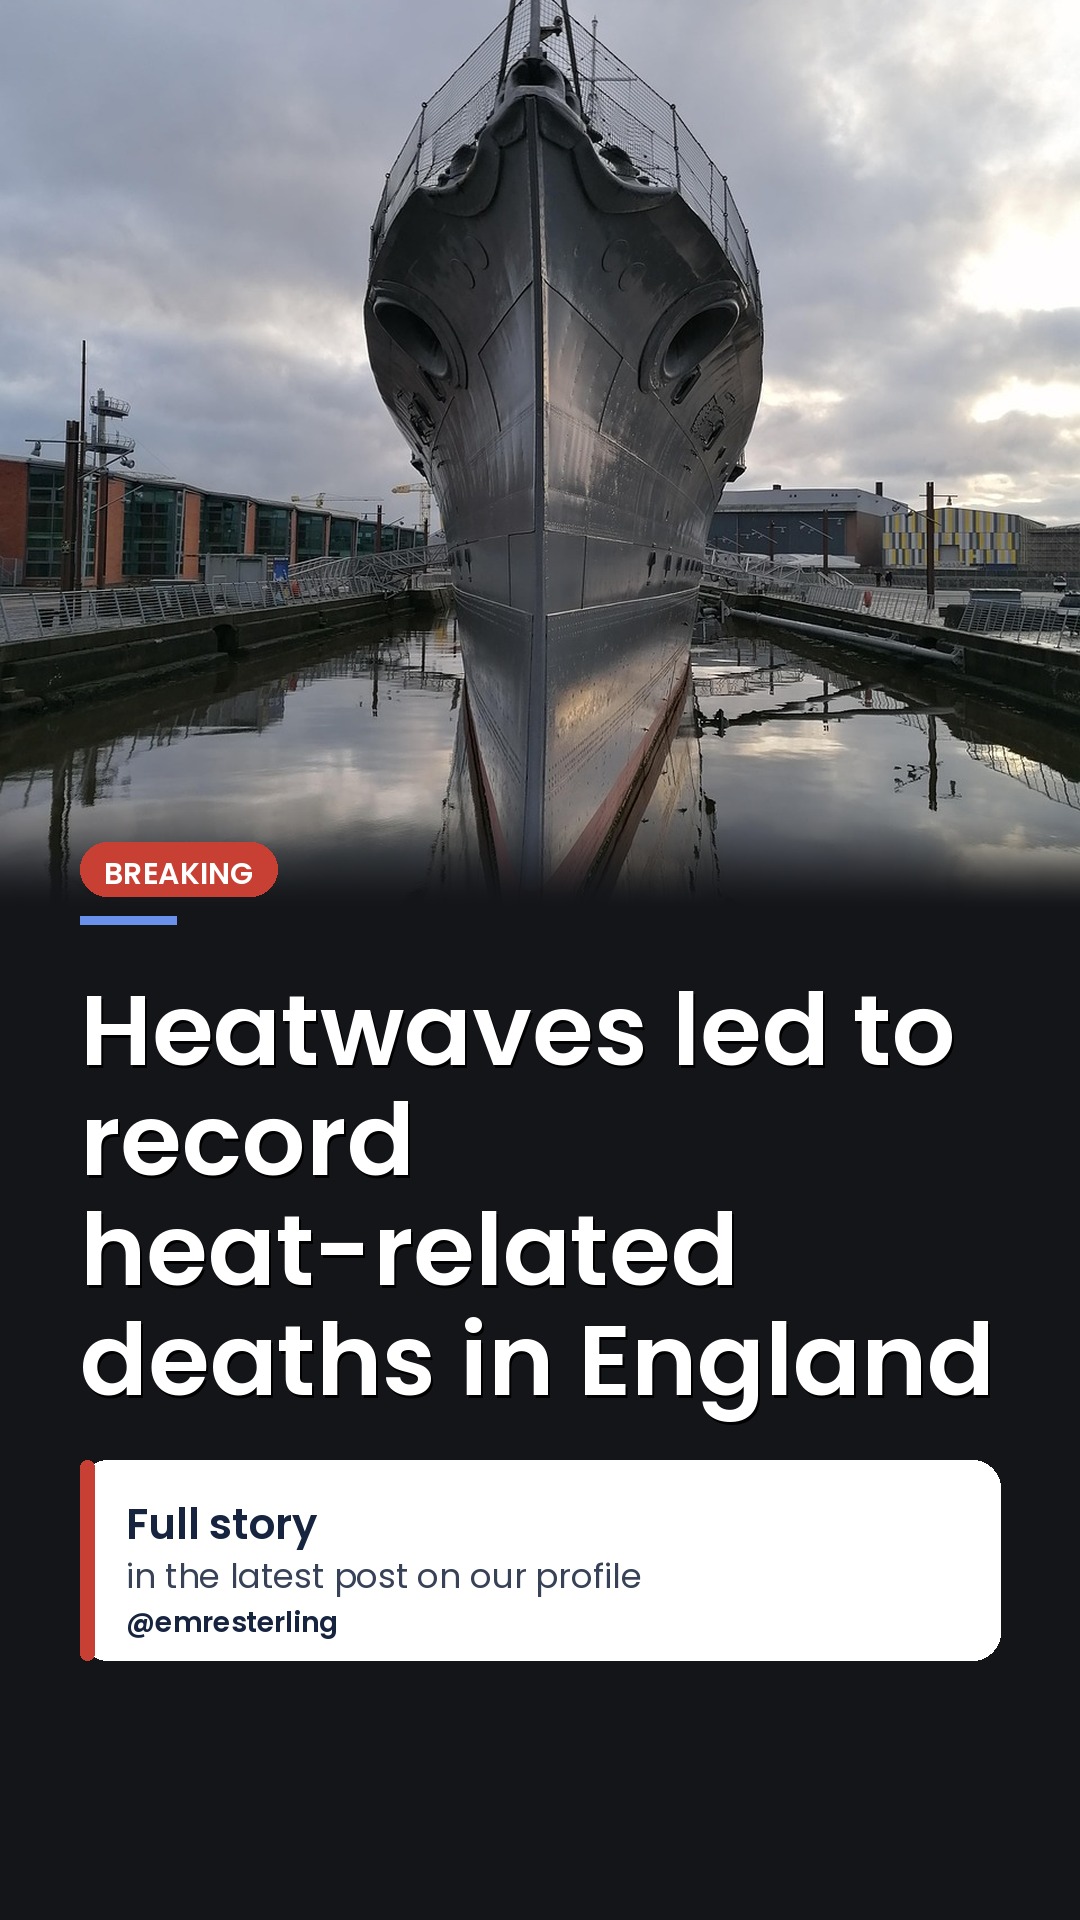 BREAKING
Heatwaves led to
record
heat-related
deaths in England
Full story
in the latest post on our profile
@emresterling